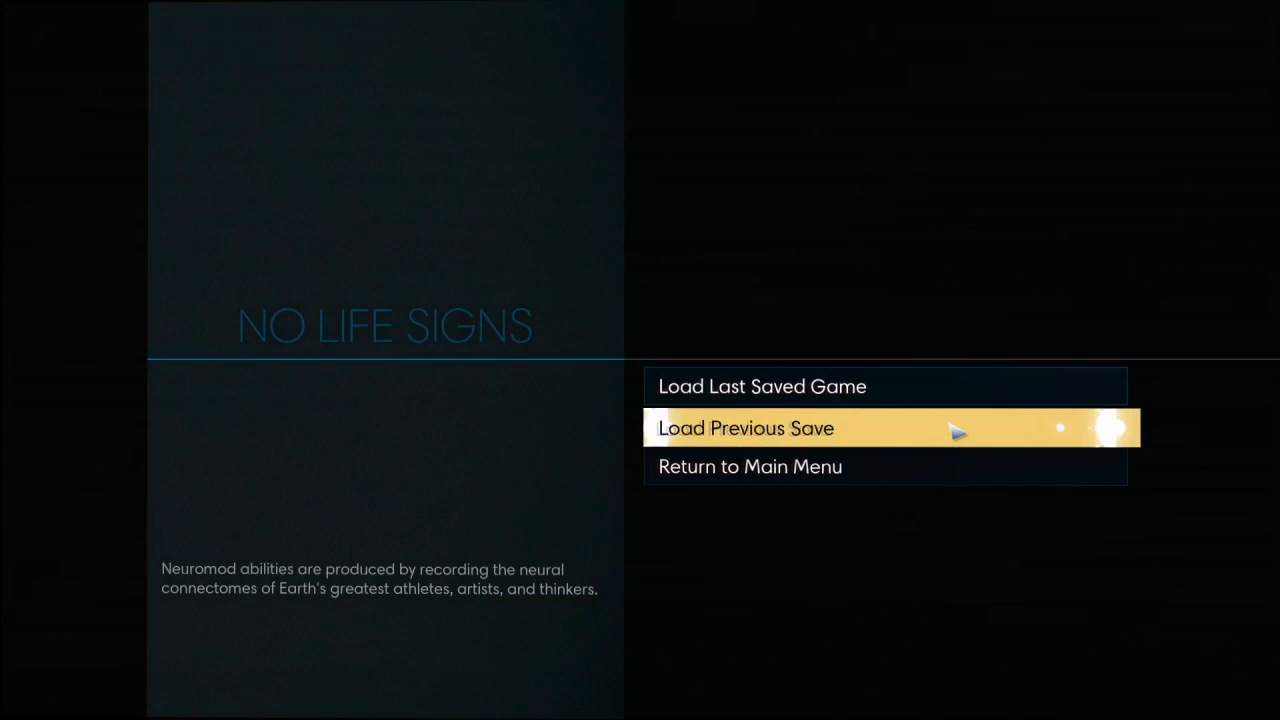 NO LIFE SIGNS
Load Last Saved Game
Load Previous Save
Return to Main Menu
Neuromod abilities are produced by recording the neural
connectomes of Earth's greatest athletes, artists, and thinkers.